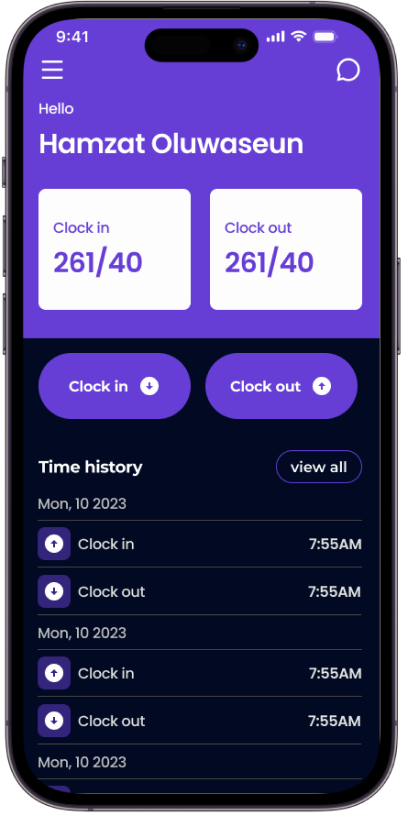 9:41
Hello
Hamzat Oluwaseun
Clock in Clock out
261/40 261/40
Clock in Clock out
Time history view all
Mon, 10 2023
Clock in 7:55AM
Clock out 7:55AM
Mon, 10 2023
Clock in 7:55AM
Clock out 7:55AM
Mon, 10 2023